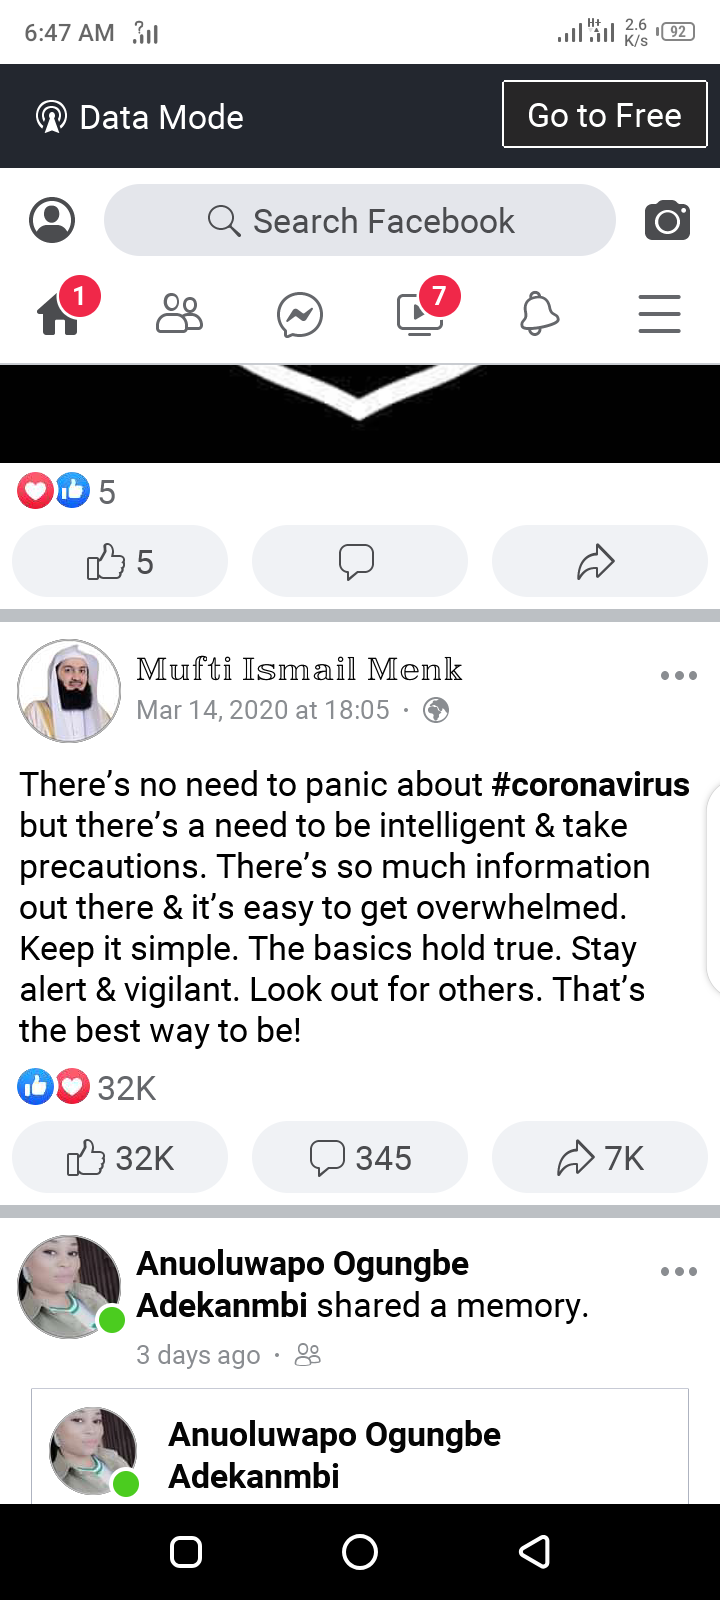 6:47 AM
H+
2.6
K/s
92
Data Mode
Go to Free
Search Facebook
1
7
5
5
Mufti Ismail Menk
Mar 14, 2020 at 18:05 ·
There's no need to panic about #coronavirus
but there's a need to be intelligent & take
precautions. There's so much information
out there & it's easy to get overwhelmed.
Keep it simple. The basics hold true. Stay
alert & vigilant. Look out for others. That's
the best way to be!
32K
32K
345
7K
Anuoluwapo Ogungbe
Adekanmbi shared a memory.
3 days ago ·
Anuoluwapo Ogungbe
Adekanmbi